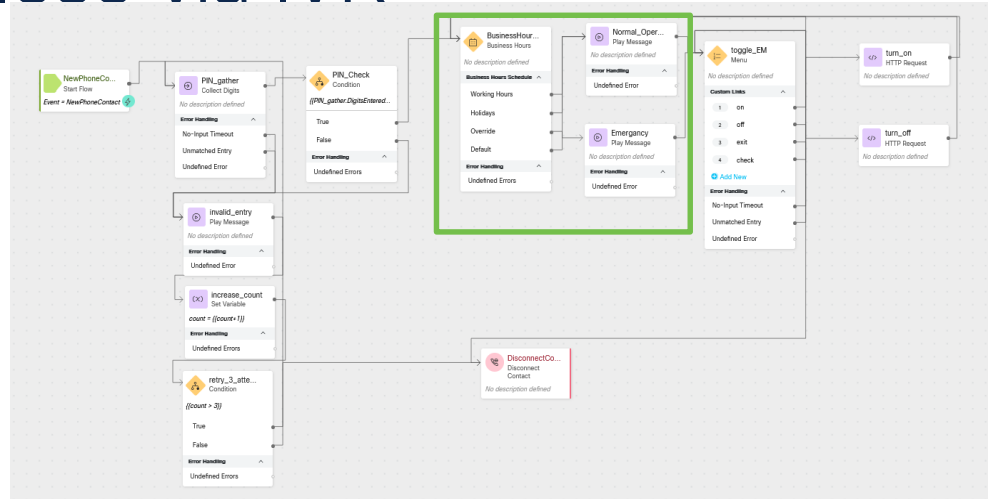 NewPhoneCo...
Start Flow
Event = NewPhoneContact
PIN_gather
Collect Digits
No description defined
Error Handling
No-Input Timeout
Unmatched Entry
Undefined Error
PIN_Check
Condition
{{PIN_gather.DigitsEntered...
True
False
Error Handling
Undefined Errors
invalid_entry
Play Message
No description defined
Error Handling
Undefined Error
increase_count
Set Variable
count = {{count+1}}
Error Handling
Undefined Errors
retry_3_atte...
Condition
{{count > 3}}
True
False
Error Handling
Undefined Errors
BusinessHour...
Business Hours
No description defined
Business Hours Schedule
Working Hours
Holidays
Override
Default
Error Handling
Undefined Errors
Normal_Oper...
Play Message
No description defined
Error Handling
Undefined Error
Emergancy
Play Message
No description defined
Error Handling
Undefined Error
toggle_EM
Menu
No description defined
Custom Links
1 on
2 off
3 exit
4 check
Add New
Error Handling
No-Input Timeout
Unmatched Entry
Undefined Error
turn_on
HTTP Request
No description defined
turn_off
HTTP Request
No description defined
DisconnectCo...
Disconnect
Contact
No description defined